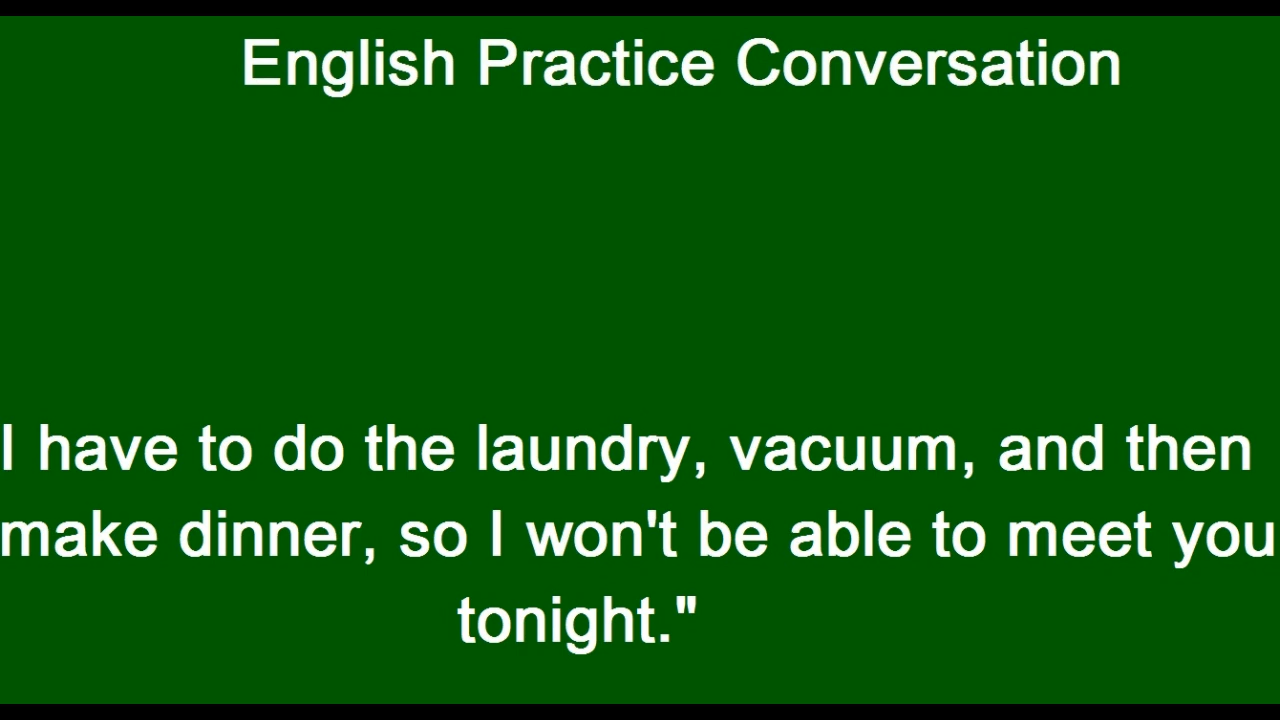 English Practice Conversation
I have to do the laundry, vacuum, and then
make dinner, so I won't be able to meet you
tonight."